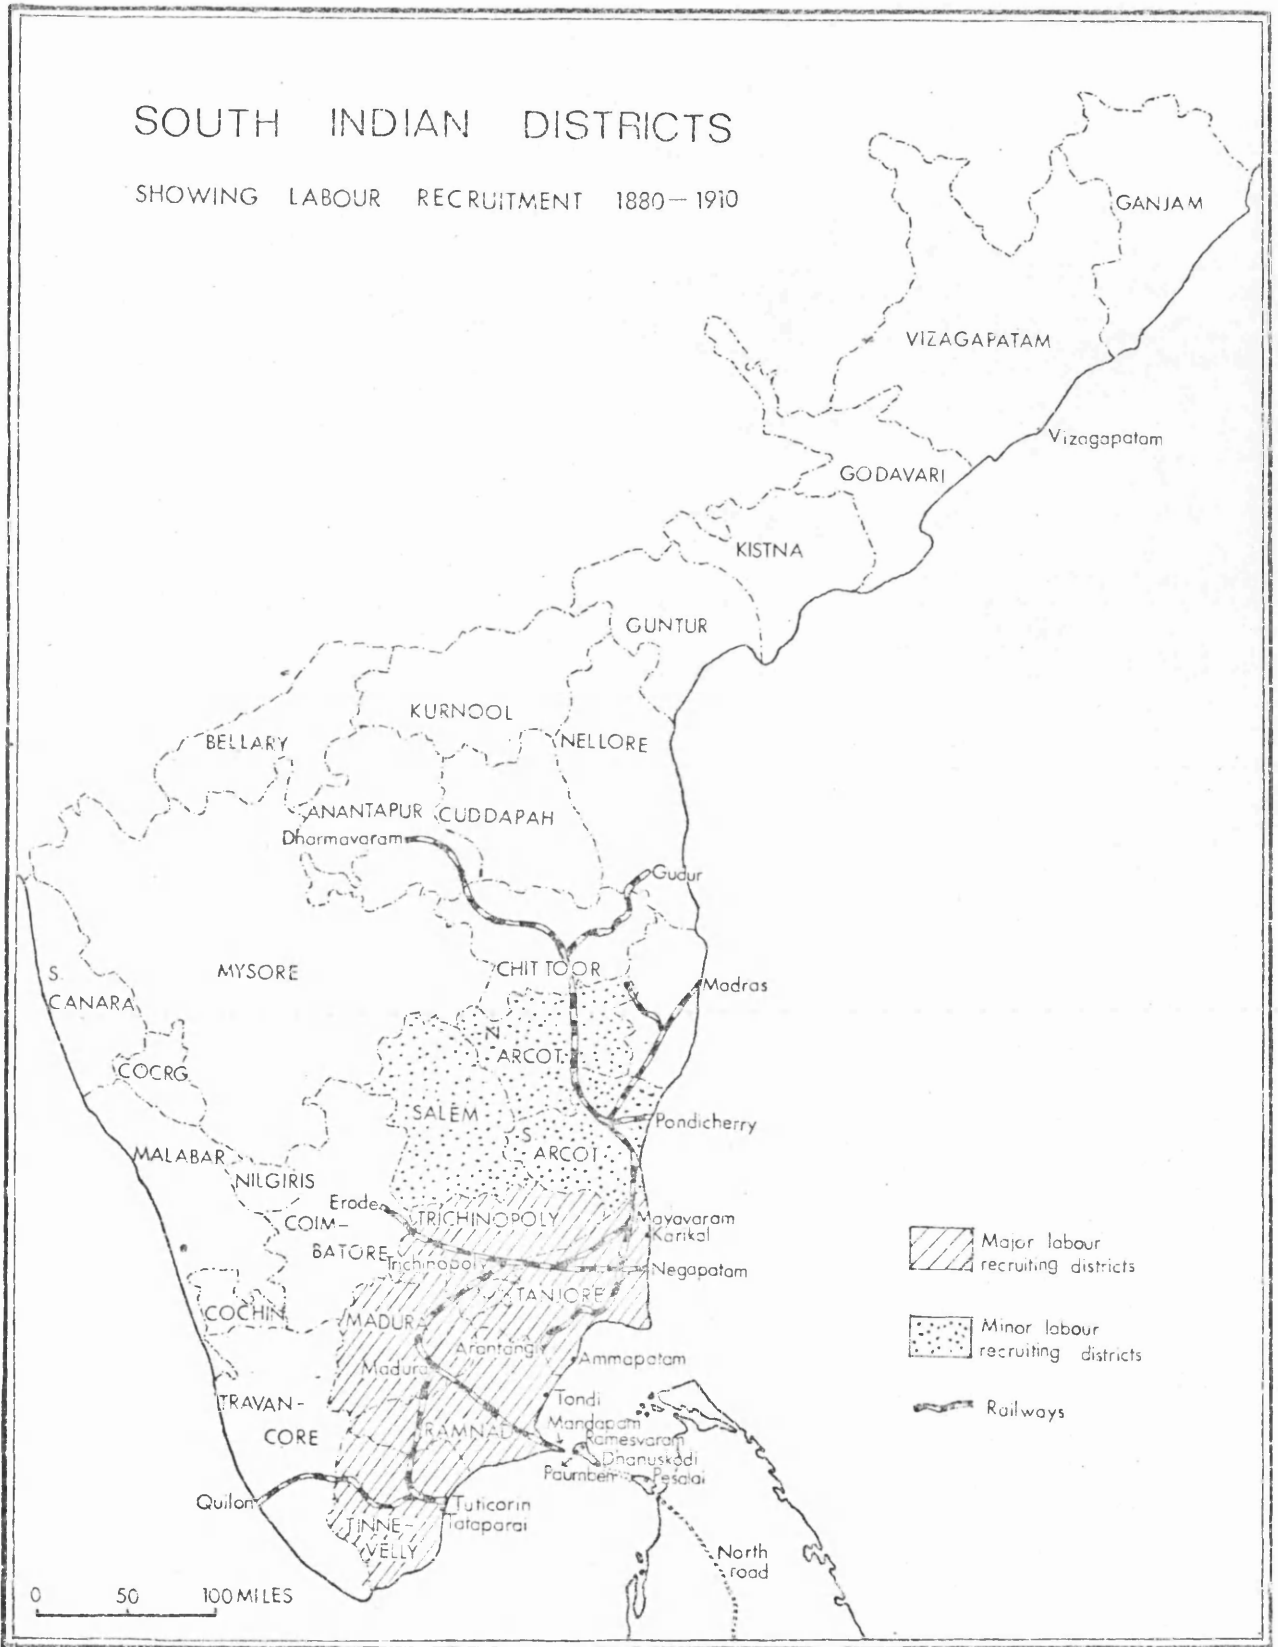 SOUTH INDIAN DISTRICTS
SHOWING LABOUR RECRUITMENT 1880—1910
GANJAM
VIZAGAPATAM
Vizagapatam
GODAVARI
KISTNA
GUNTUR
KURNOOL
BELLARY
NELLORE
ANANTAPUR
CUDDAPAH
Dharmavaram
Gudur
CHITTOOR
MYSORE
S.
CANARA
Madras
N
ARCOT
COCRG
SALEM
Pondicherry
S.
ARCOT
MALABAR
NILGIRIS
Erode
COIM-
BATORE
TRICHINOPOLY
Mayavaram
Karikal
Trichinopoly
Negapatam
TANJORE
COCHIN
MADURA
Arantangi
Ammapatam
Madura
Tondi
TRAVAN-
CORE
RAMNAD
Mandapam
Ramesvaram
Dhanuskodi
Paumben
Pesalai
Quilon
Tuticorin
Tataparai
TINNE-
VELLY
North
road
Major labour
recruiting districts
Minor labour
recruiting districts
Railways
0 50 100 MILES